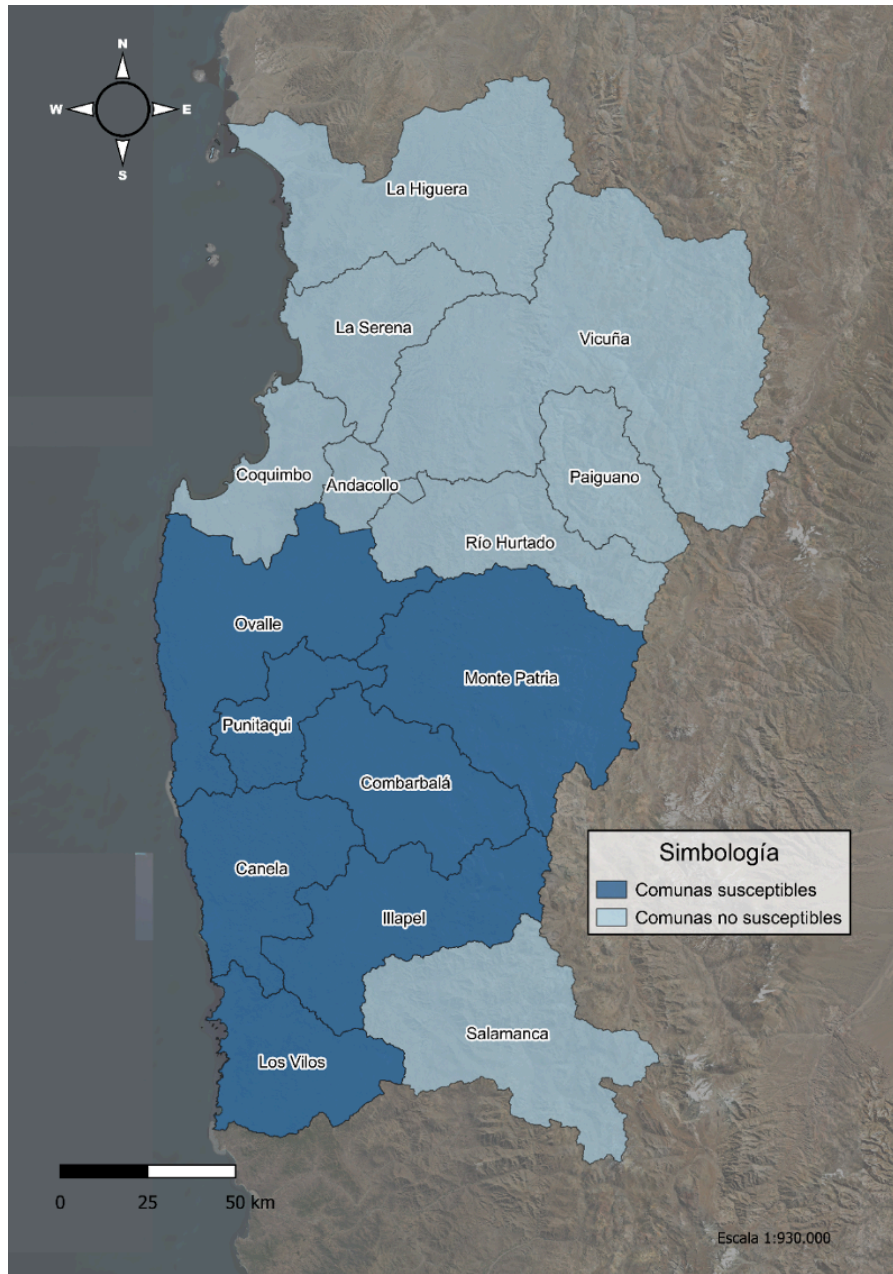 N
W E
S
La Higuera
La Serena
Vicuña
Coquimbo
Andacollo
Paiguano
Río Hurtado
Ovalle
Monte Patria
Punitaqui
Combarbalá
Canela
Illapel
Salamanca
Los Vilos
Simbología
Comunas susceptibles
Comunas no susceptibles
0 25 50 km
Escala 1:930.000